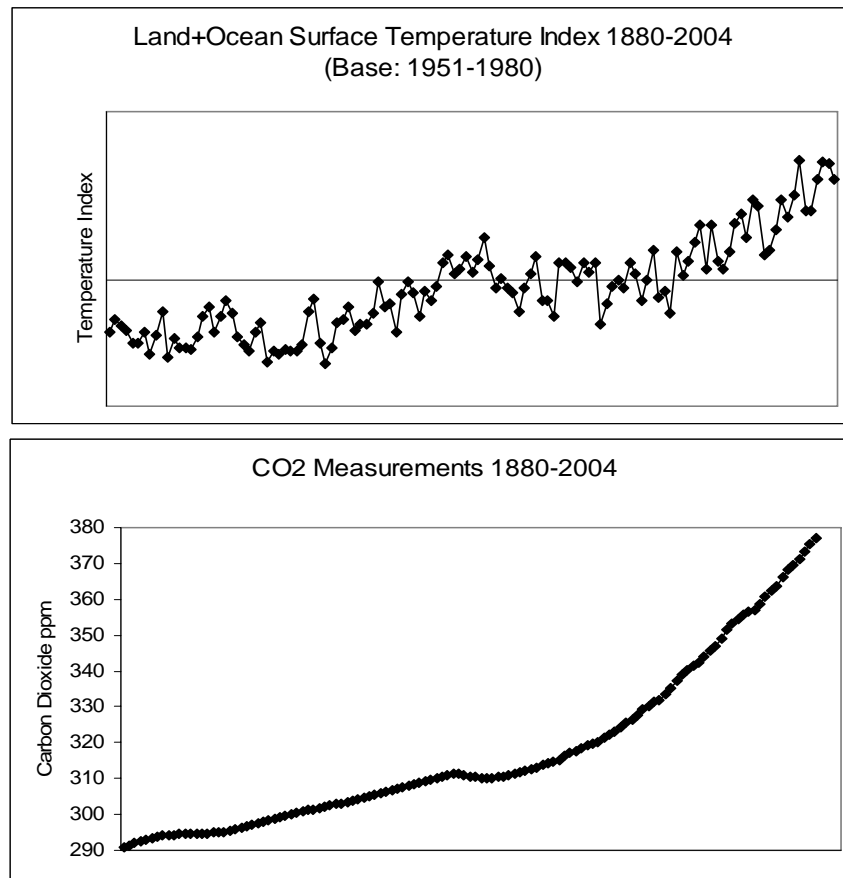 Land+Ocean Surface Temperature Index 1880-2004
(Base: 1951-1980)
Temperature Index
CO2 Measurements 1880-2004
Carbon Dioxide ppm
380
370
360
350
340
330
320
310
300
290